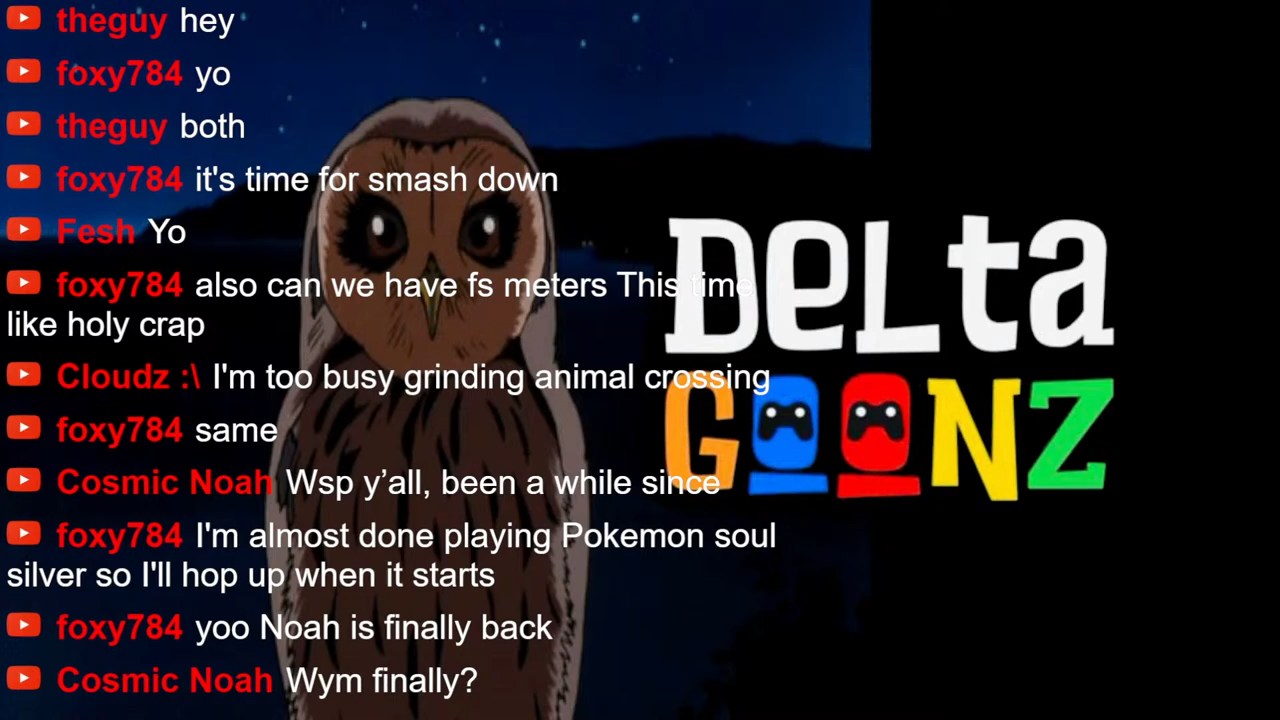 theguy hey
foxy784 yo
theguy both
foxy784 it's time for smash down
Fesh Yo
foxy784 also can we have fs meters This time
like holy crap
Cloudz :\ I'm too busy grinding animal crossing
foxy784 same
Cosmic Noah Wsp y’all, been a while since
foxy784 I'm almost done playing Pokemon soul
silver so I'll hop up when it starts
foxy784 yoo Noah is finally back
Cosmic Noah Wym finally?
DeLta
GOONZ